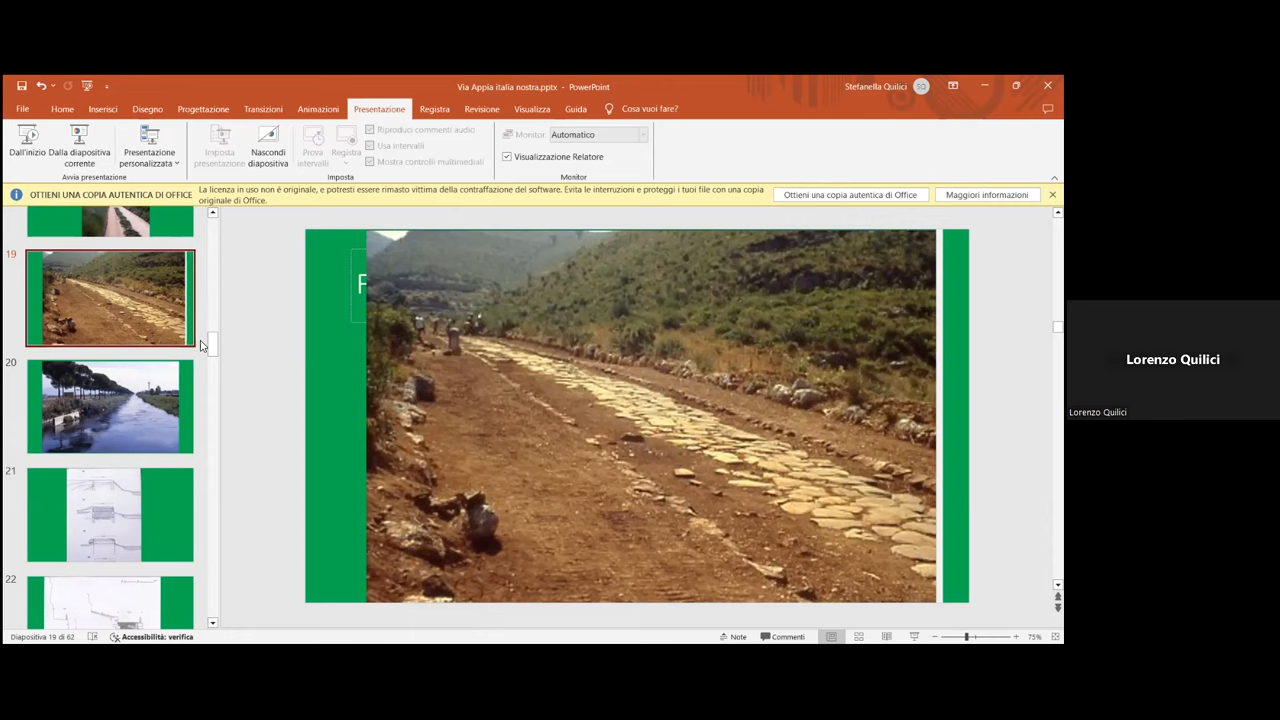 Via Appia italia nostra.pptx - PowerPoint
Stefanella Quilici
SQ
File Home Inserisci Disegno Progettazione Transizioni Animazioni Presentazione Registra Revisione Visualizza Guida Cosa vuoi fare?
Dall'inizio
Dalla diapositiva corrente
Presentazione personalizzata
Avvia presentazione
Imposta presentazione
Nascondi diapositiva
Prova intervalli
Registra
Riproduci commenti audio
Usa intervalli
Mostra controlli multimediali
Imposta
Monitor: Automatico
Visualizzazione Relatore
Monitor
OTTIENI UNA COPIA AUTENTICA DI OFFICE
La licenza in uso non è originale, e potresti essere rimasto vittima della contraffazione del software. Evita le interruzioni e proteggi i tuoi file con una copia
originale di Office.
Ottieni una copia autentica di Office
Maggiori informazioni
19
20
21
22
F
Lorenzo Quilici
Lorenzo Quilici
Diapositiva 19 di 62
Accessibilità: verifica
Note
Commenti
75%